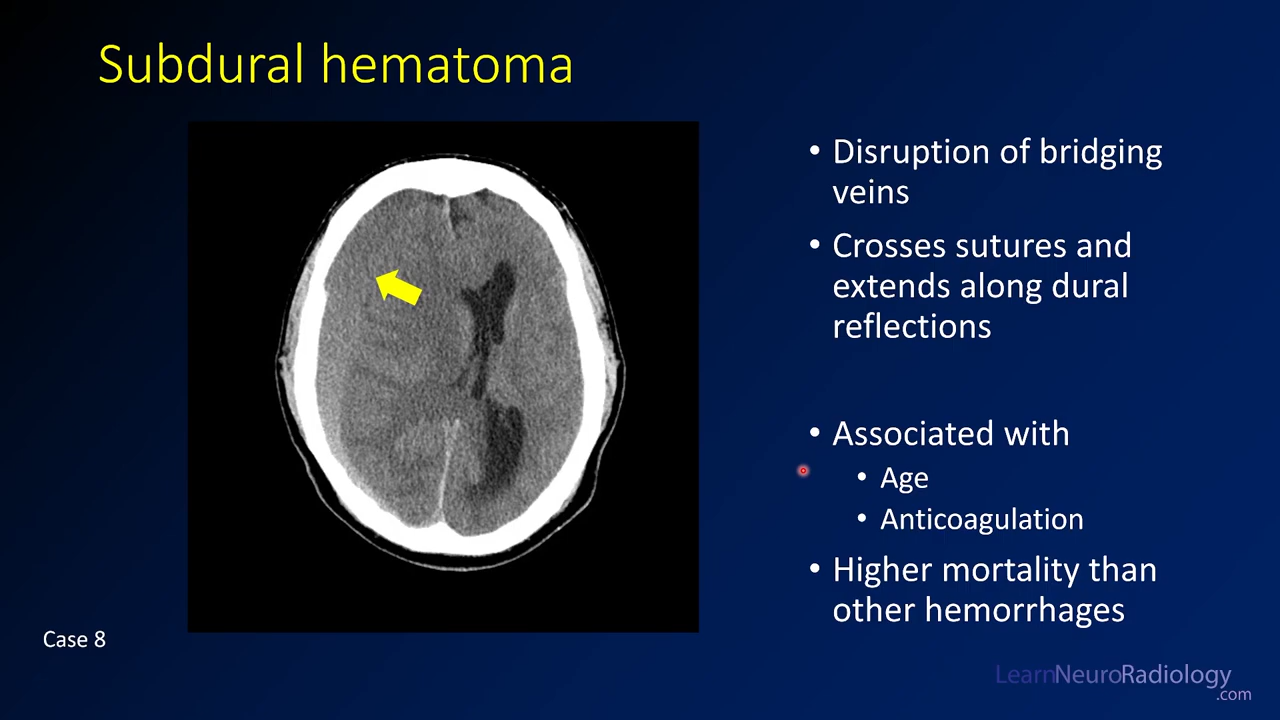 Subdural hematoma
• Disruption of bridging
veins
• Crosses sutures and
extends along dural
reflections
• Associated with
• Age
• Anticoagulation
• Higher mortality than
other hemorrhages
Case 8
LearnNeuroRadiology
.com